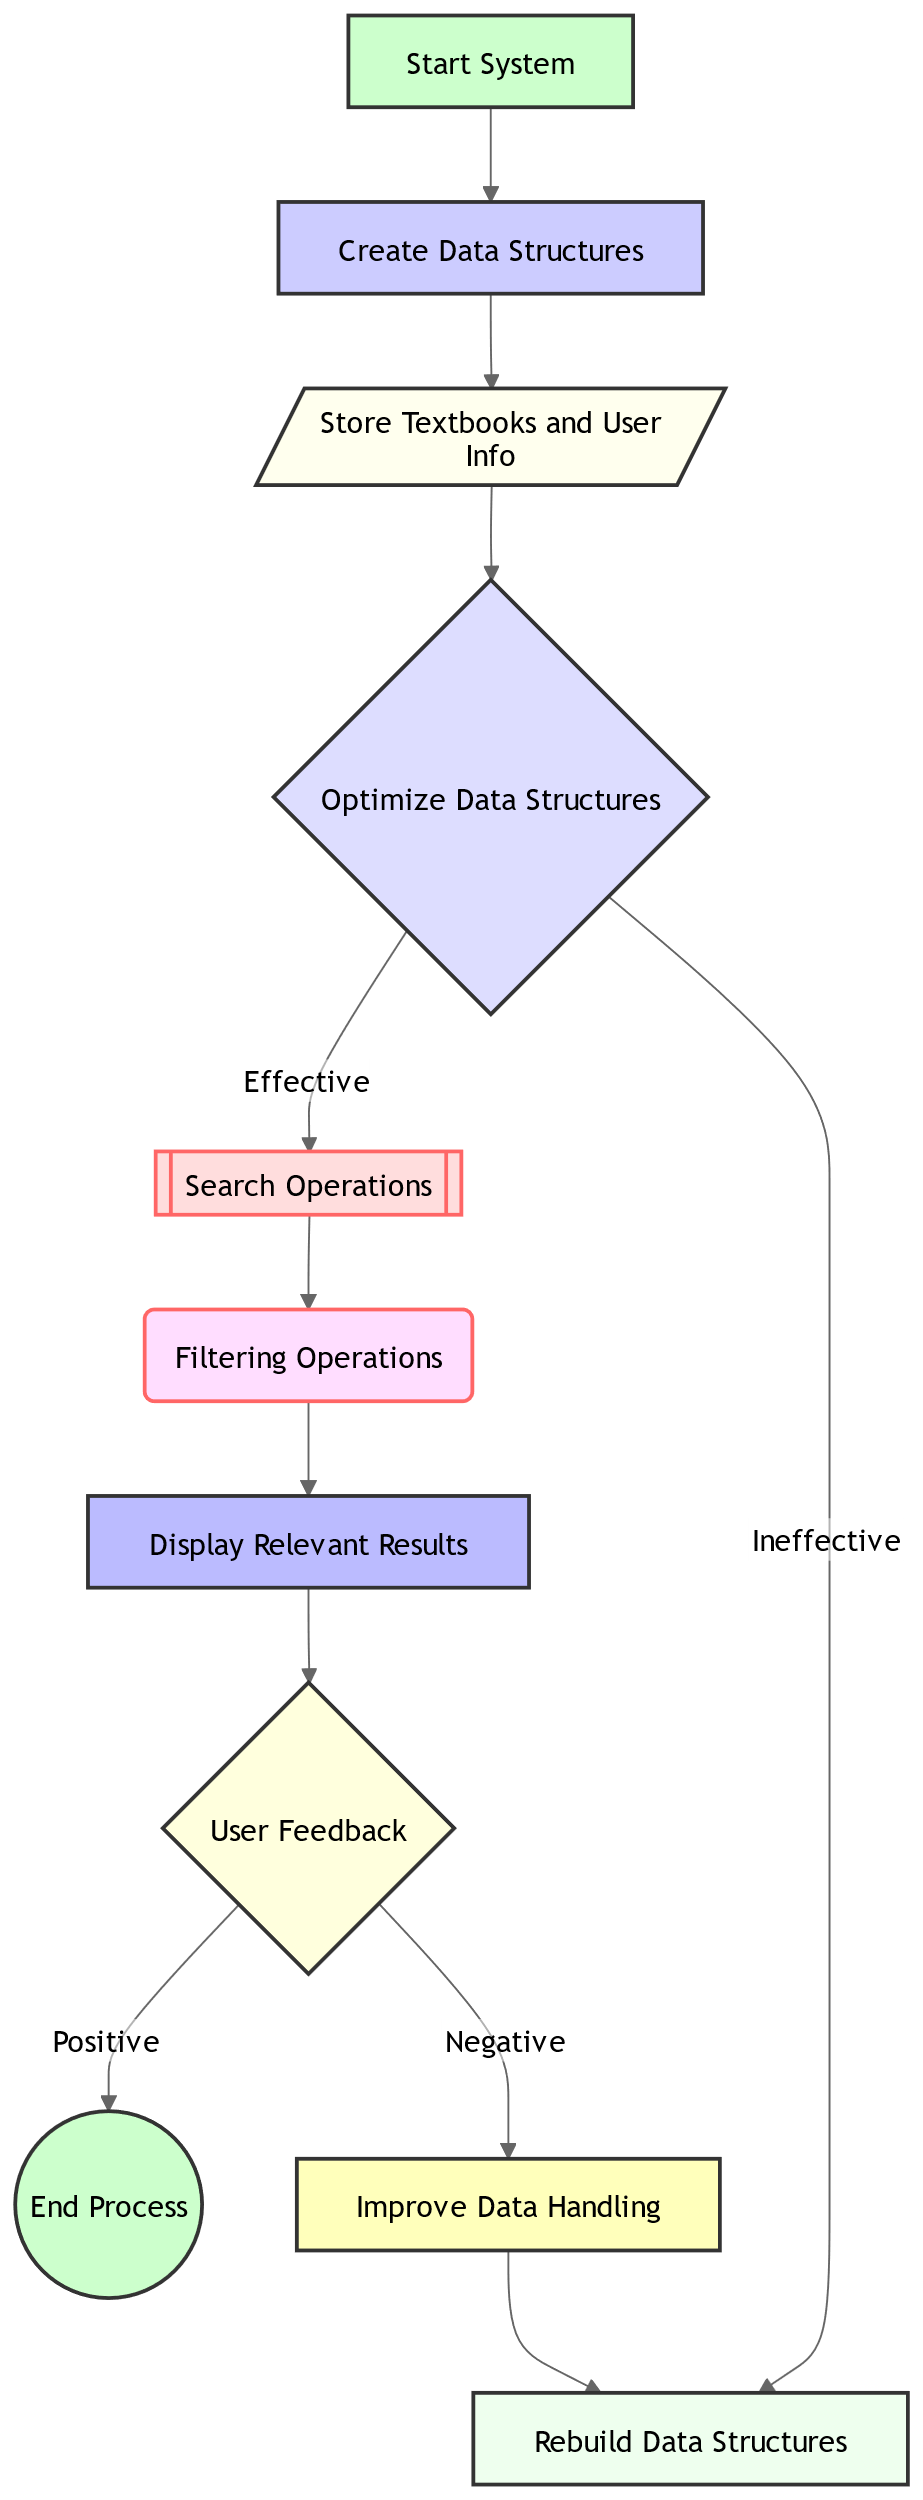 Start System
Create Data Structures
Store Textbooks and User
Info
Optimize Data Structures
Effective
Search Operations
Filtering Operations
Display Relevant Results
Ineffective
User Feedback
Positive
Negative
End Process
Improve Data Handling
Rebuild Data Structures